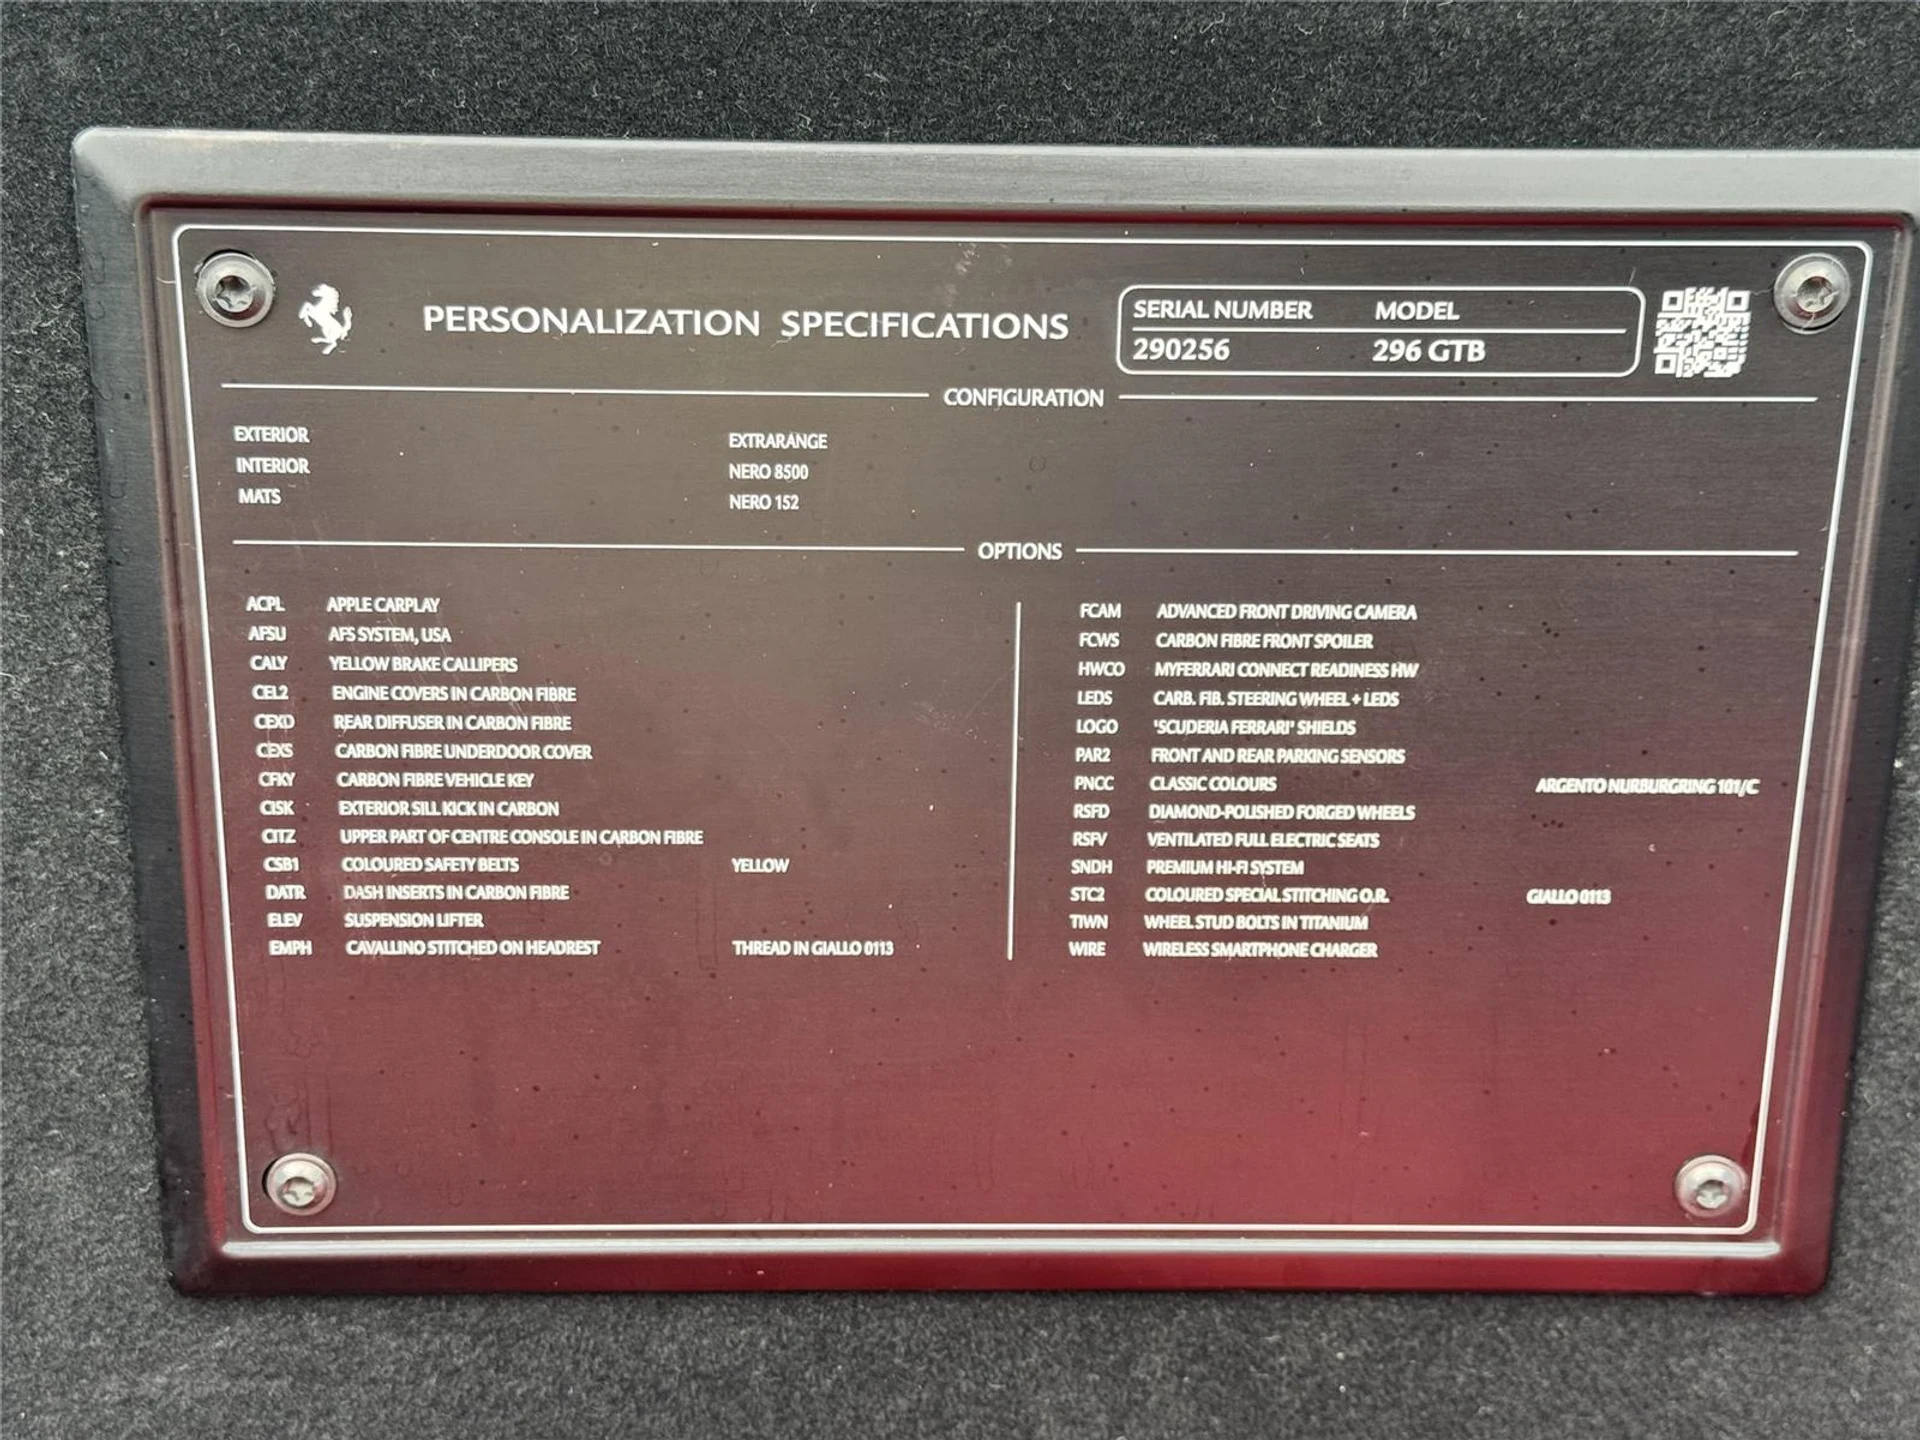 PERSONALIZATION SPECIFICATIONS
SERIAL NUMBER MODEL
290256 296 GTB
CONFIGURATION
EXTERIOR EXTRARANGE
INTERIOR NERO 8500
MATS NERO 152
OPTIONS
ACPL APPLE CARPLAY
AFSU AFS SYSTEM, USA
CALY YELLOW BRAKE CALLIPERS
CEL2 ENGINE COVERS IN CARBON FIBRE
CEXD REAR DIFFUSER IN CARBON FIBRE
CEXS CARBON FIBRE UNDERDOOR COVER
CFKY CARBON FIBRE VEHICLE KEY
CISK EXTERIOR SILL KICK IN CARBON
CITZ UPPER PART OF CENTRE CONSOLE IN CARBON FIBRE
CSB1 COLOURED SAFETY BELTS YELLOW
DATR DASH INSERTS IN CARBON FIBRE
ELEV SUSPENSION LIFTER
EMPH CAVALLINO STITCHED ON HEADREST THREAD IN GIALLO 0113
FCAM ADVANCED FRONT DRIVING CAMERA
FCWS CARBON FIBRE FRONT SPOILER
HWCO MYFERRARI CONNECT READINESS HW
LEDS CARB. FIB. STEERING WHEEL + LEDS
LOGO 'SCUDERIA FERRARI' SHIELDS
PAR2 FRONT AND REAR PARKING SENSORS
PNCC CLASSIC COLOURS ARGENTO NURBURGRING 101/C
RSFD DIAMOND-POLISHED FORGED WHEELS
RSFV VENTILATED FULL ELECTRIC SEATS
SNDH PREMIUM HI-FI SYSTEM
STC2 COLOURED SPECIAL STITCHING O.R. GIALLO 0113
TIWN WHEEL STUD BOLTS IN TITANIUM
WIRE WIRELESS SMARTPHONE CHARGER